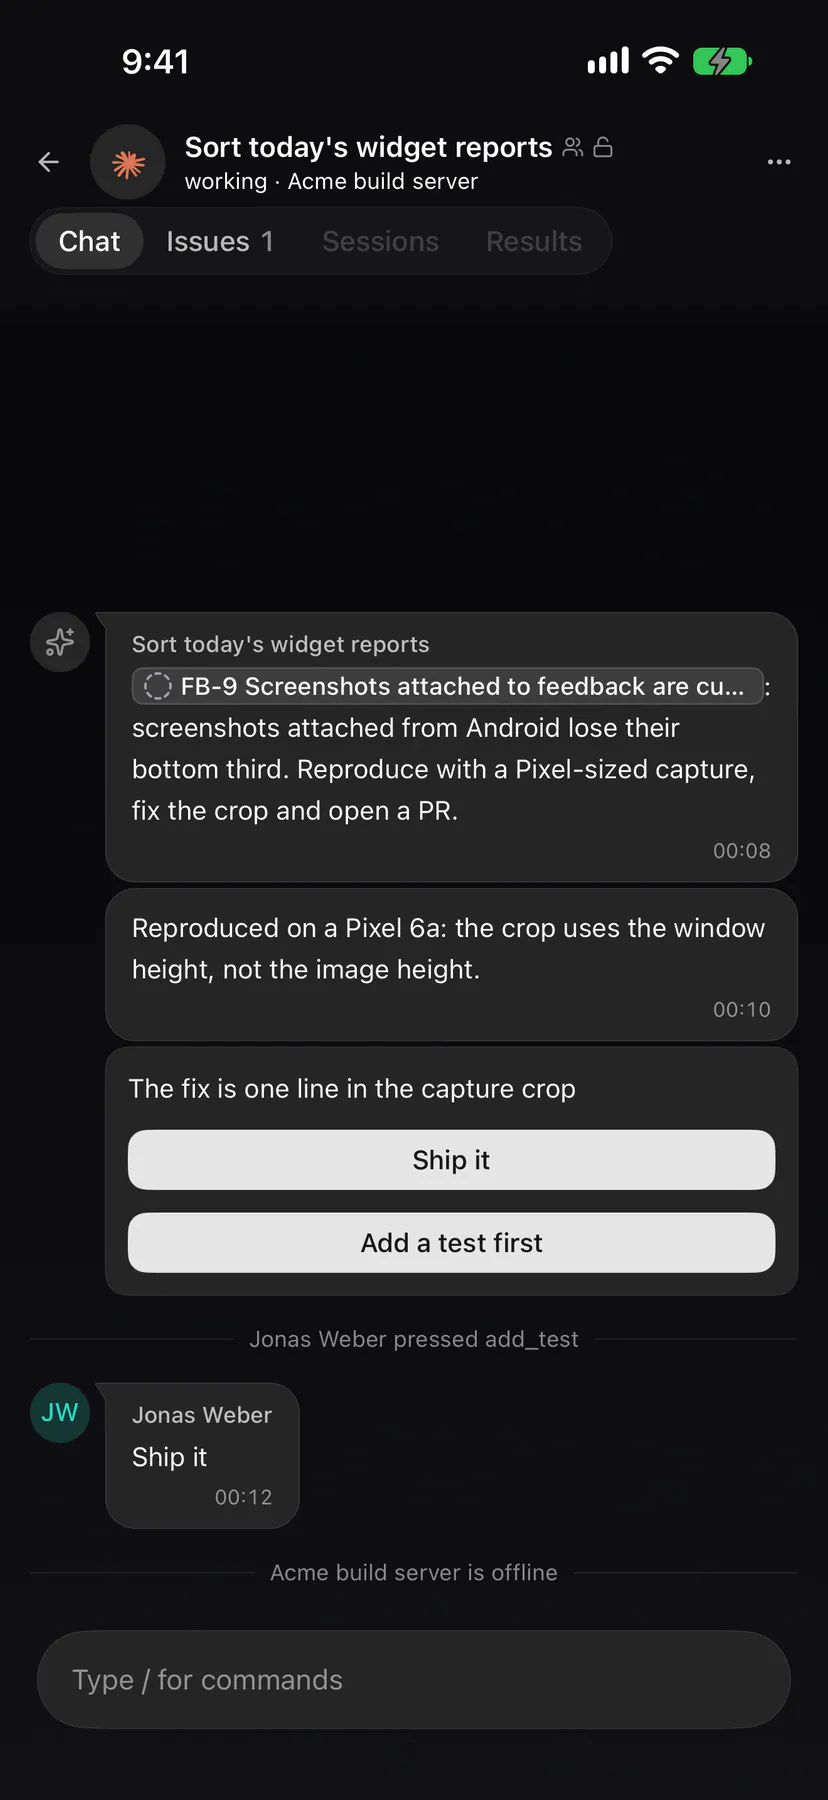 9:41
Sort today's widget reports
working · Acme build server
Chat
Issues 1
Sessions
Results
Sort today's widget reports
FB-9 Screenshots attached to feedback are cu... :
screenshots attached from Android lose their
bottom third. Reproduce with a Pixel-sized capture,
fix the crop and open a PR.
00:08
Reproduced on a Pixel 6a: the crop uses the window
height, not the image height.
00:10
The fix is one line in the capture crop
Ship it
Add a test first
Jonas Weber pressed add_test
JW
Jonas Weber
Ship it
00:12
Acme build server is offline
Type / for commands